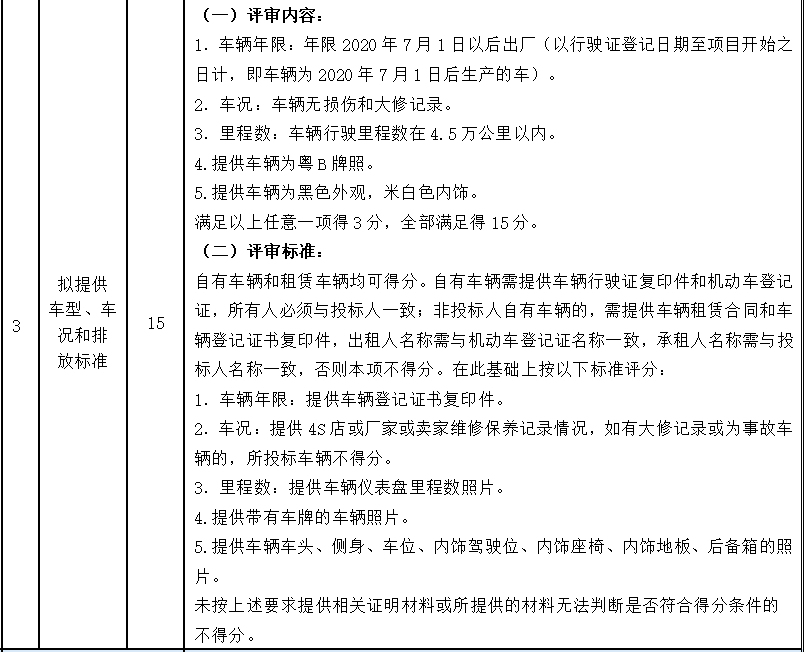 3
拟提供
车型、车
况和排
放标准
15
（一）评审内容：
1．车辆年限：年限 2020 年 7 月 1 日以后出厂（以行驶证登记日期至项目开始之
日计，即车辆为 2020 年 7 月 1 日后生产的车）。
2．车况：车辆无损伤和大修记录。
3．里程数：车辆行驶里程数在 4.5 万公里以内。
4.提供车辆为粤 B 牌照。
5.提供车辆为黑色外观，米白色内饰。
满足以上任意一项得 3 分，全部满足得 15 分。
（二）评审标准：
自有车辆和租赁车辆均可得分。自有车辆需提供车辆行驶证复印件和机动车登记
证，所有人必须与投标人一致；非投标人自有车辆的，需提供车辆租赁合同和车
辆登记证书复印件，出租人名称需与机动车登记证名称一致，承租人名称需与投
标人名称一致，否则本项不得分。在此基础上按以下标准评分：
1．车辆年限：提供车辆登记证书复印件。
2．车况：提供 4S 店或厂家或卖家维修保养记录情况，如有大修记录或为事故车
辆的，所投标车辆不得分。
3．里程数：提供车辆仪表盘里程数照片。
4.提供带有车牌的车辆照片。
5.提供车辆车头、侧身、车位、内饰驾驶位、内饰座椅、内饰地板、后备箱的照
片。
未按上述要求提供相关证明材料或所提供的材料无法判断是否符合得分条件的
不得分。